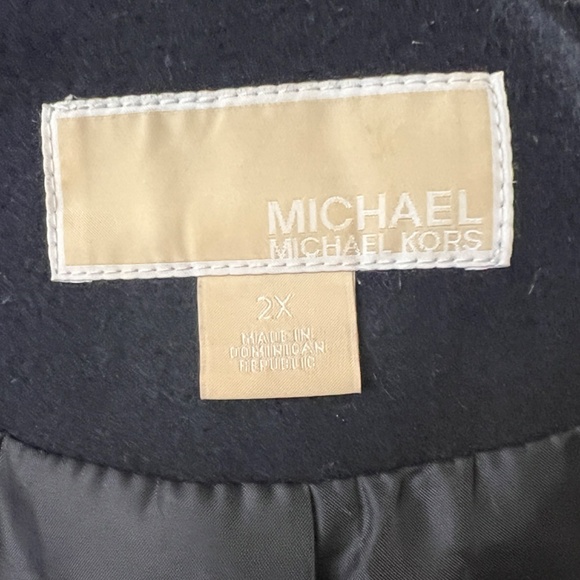 MICHAEL
MICHAEL KORS
2X
MADE IN
DOMINICAN
REPUBLIC